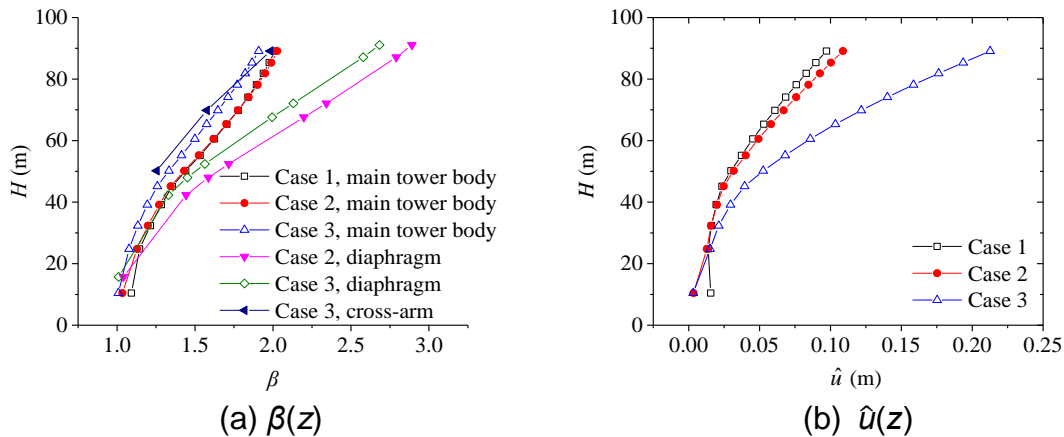 100
80
60
40
20
0
H (m)
Case 1, main tower body
Case 2, main tower body
Case 3, main tower body
Case 2, diaphragm
Case 3, diaphragm
Case 3, cross-arm
1.0 1.5 2.0 2.5 3.0
β
(a) β(z)
100
80
60
40
20
0
H (m)
Case 1
Case 2
Case 3
0.00 0.05 0.10 0.15 0.20 0.25
û (m)
(b) û(z)